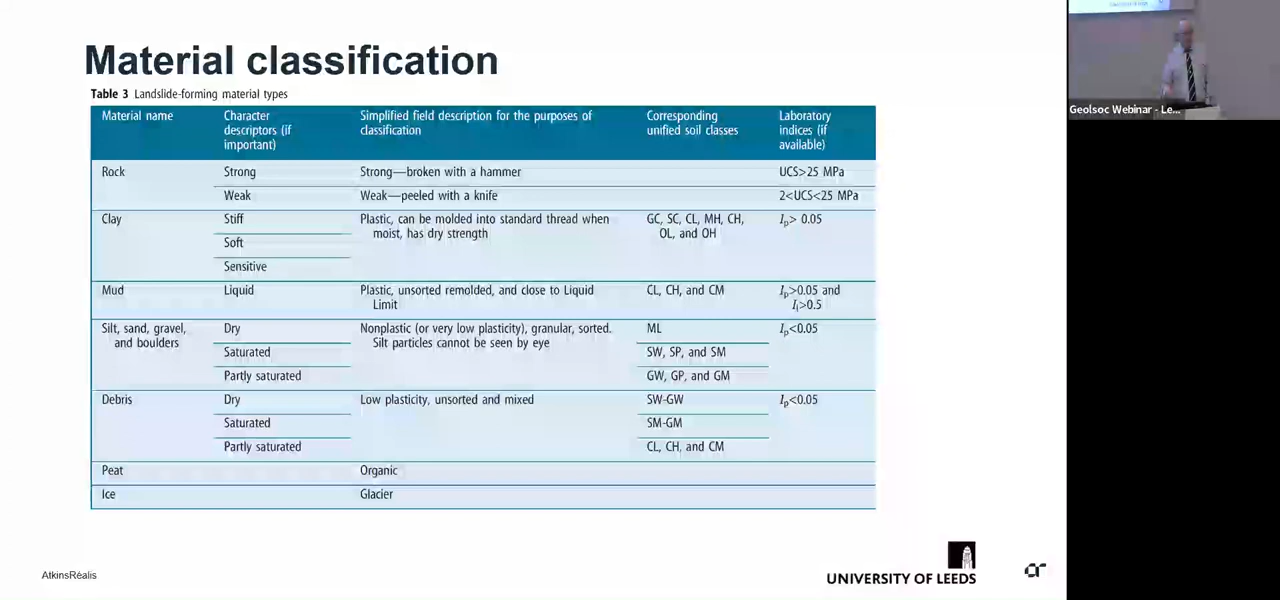 Material classification
Table 3 Landslide-forming material types
Material name
Character descriptors (if important)
Simplified field description for the purposes of classification
Corresponding unified soil classes
Laboratory indices (if available)
Rock
Strong
Strong—broken with a hammer
UCS>25 MPa
Weak
Weak—peeled with a knife
2<UCS<25 MPa
Clay
Stiff
Plastic, can be molded into standard thread when
moist, has dry strength
GC, SC, CL, MH, CH,
OL, and OH
Ip> 0.05
Soft
Sensitive
Mud
Liquid
Plastic, unsorted remolded, and close to Liquid
Limit
CL, CH, and CM
Ip>0.05 and
Il>0.5
Silt, sand, gravel,
and boulders
Dry
Nonplastic (or very low plasticity), granular, sorted.
Silt particles cannot be seen by eye
ML
Ip<0.05
Saturated
SW, SP, and SM
Partly saturated
GW, GP, and GM
Debris
Dry
Low plasticity, unsorted and mixed
SW-GW
Ip<0.05
Saturated
SM-GM
Partly saturated
CL, CH, and CM
Peat
Organic
Ice
Glacier
AtkinsRéalis
UNIVERSITY OF LEEDS
Geolsoc Webinar - Le...